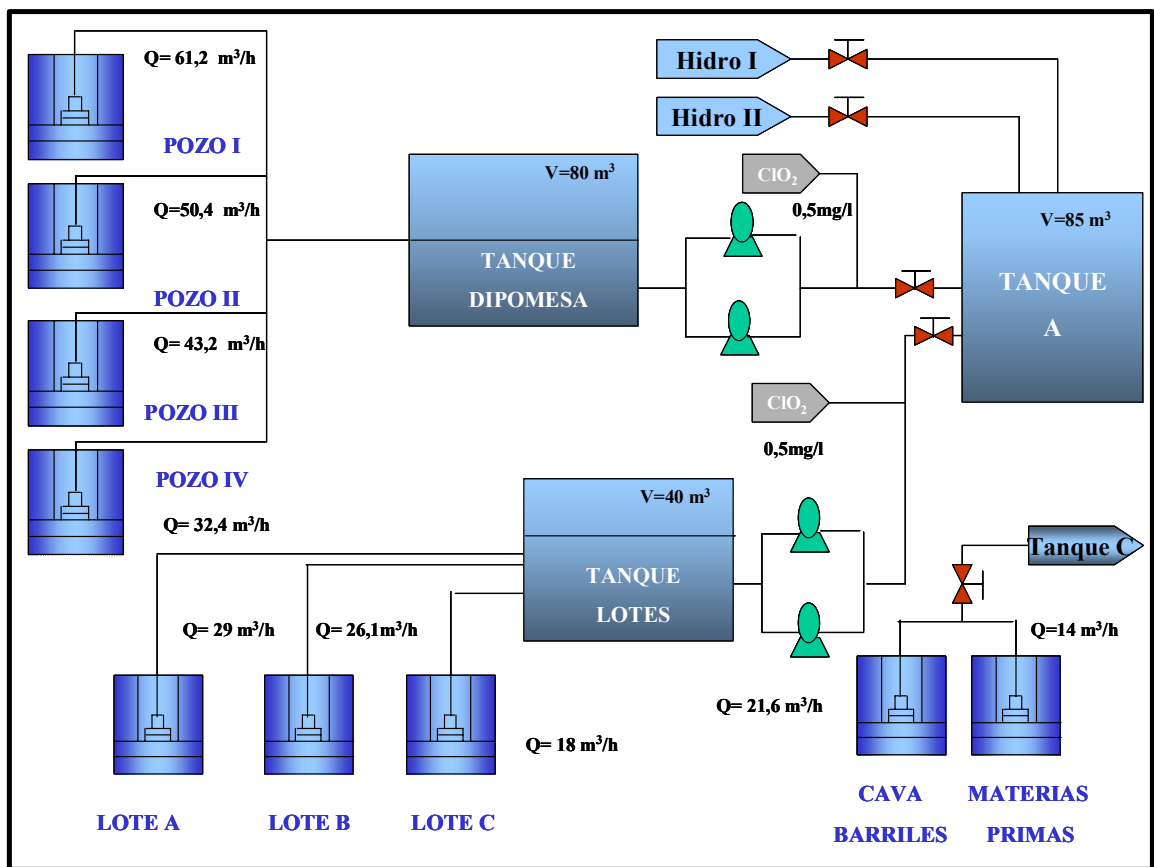 Q= 61,2 m³/h
POZO I
Q=50,4 m³/h
POZO II
Q= 43,2 m³/h
POZO III
POZO IV
Q= 32,4 m³/h
V=80 m³
TANQUE
DIPOMESA
Hidro I
Hidro II
ClO₂
0,5mg/l
V=85 m³
TANQUE
A
ClO₂
0,5mg/l
V=40 m³
TANQUE
LOTES
Tanque C
Q= 29 m³/h
Q= 26,1m³/h
Q= 18 m³/h
Q= 21,6 m³/h
Q=14 m³/h
LOTE A
LOTE B
LOTE C
CAVA
BARRILES
MATERIAS
PRIMAS